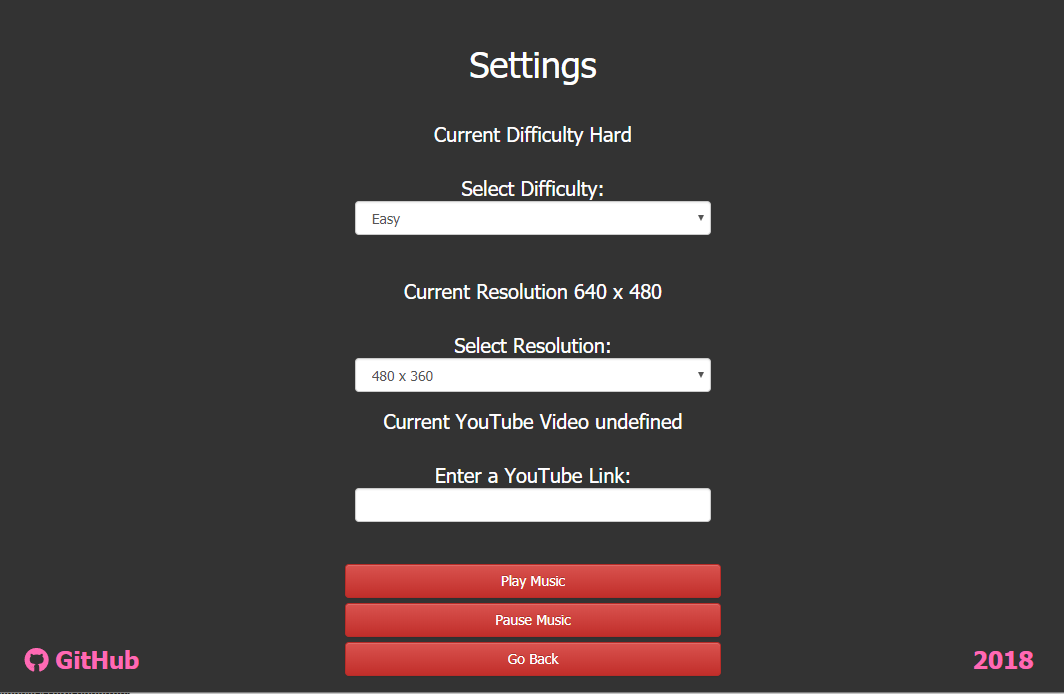 Settings
Current Difficulty Hard
Select Difficulty:
Easy
Current Resolution 640 x 480
Select Resolution:
480 x 360
Current YouTube Video undefined
Enter a YouTube Link:
Play Music
Pause Music
Go Back
GitHub
2018